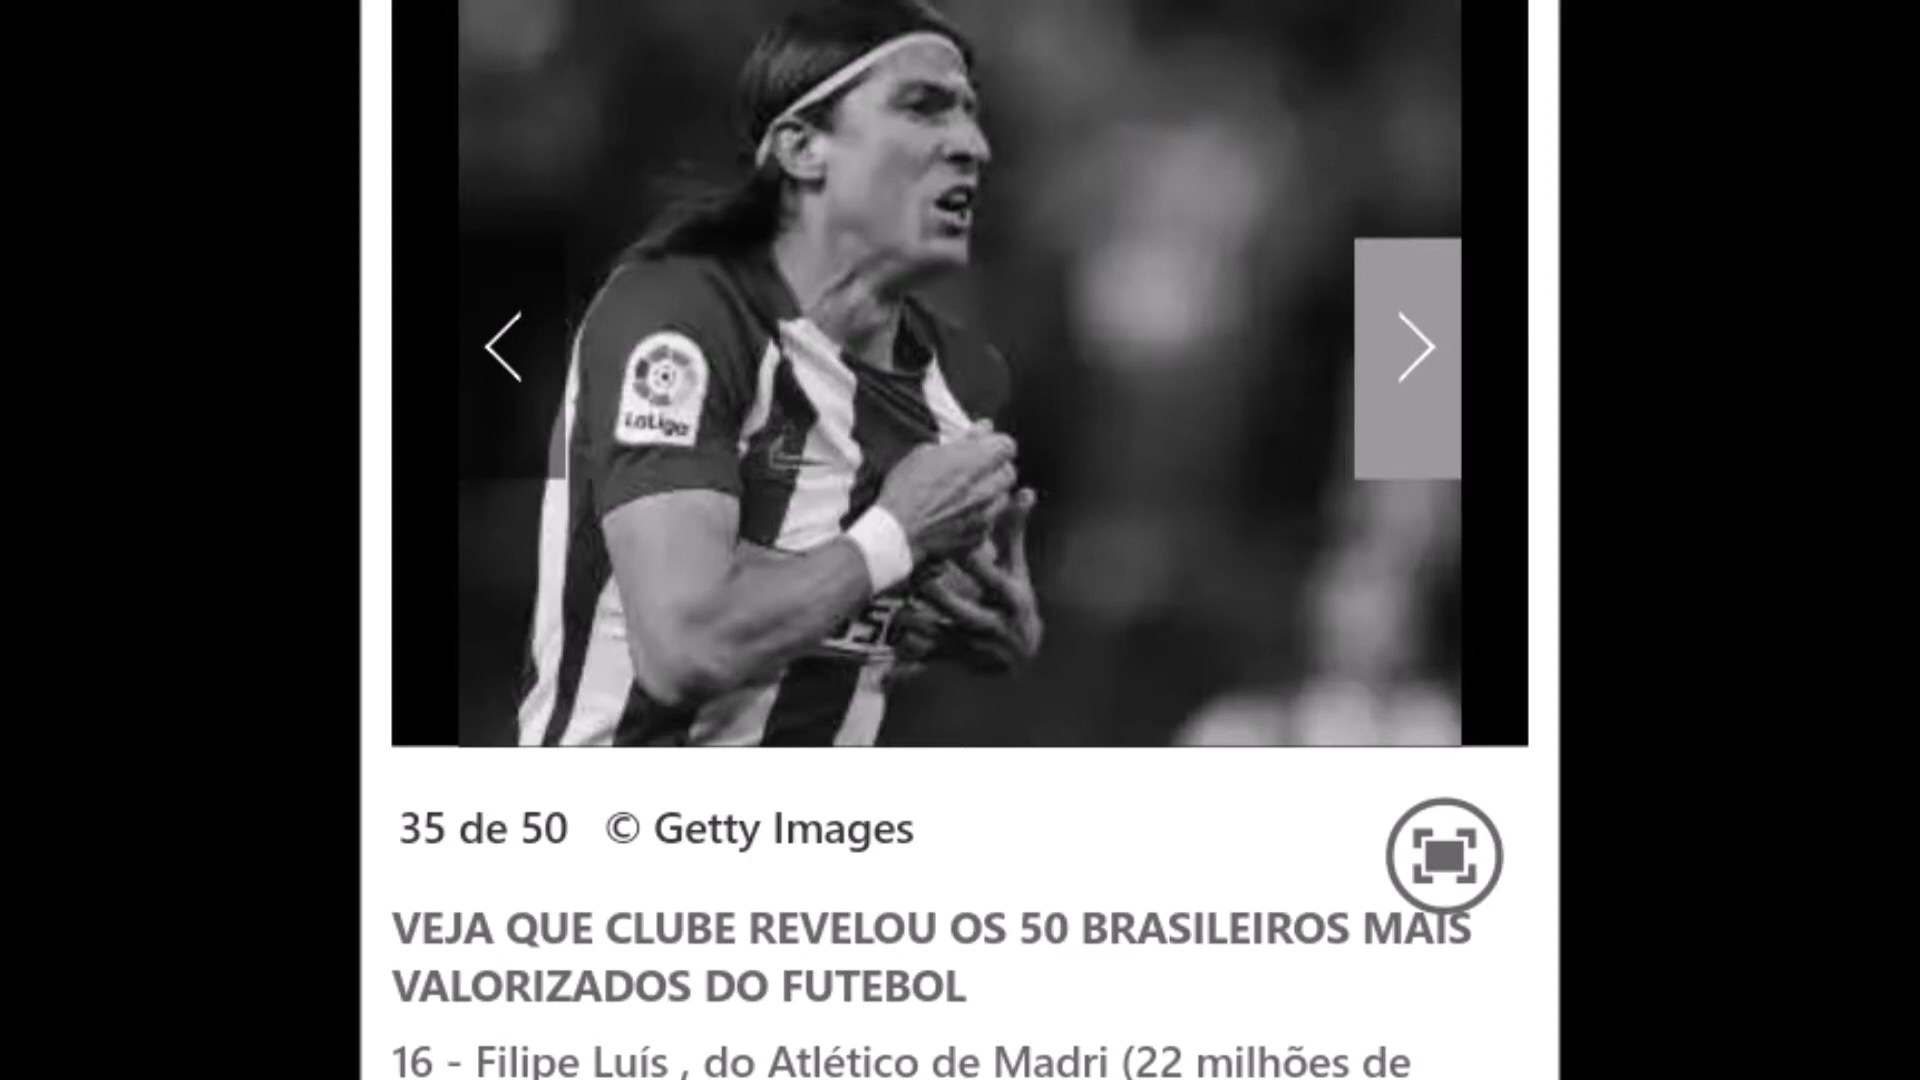 LaLiga
35 de 50 © Getty Images
VEJA QUE CLUBE REVELOU OS 50 BRASILEIROS MAIS
VALORIZADOS DO FUTEBOL
16 - Filipe Luís , do Atlético de Madri (22 milhões de